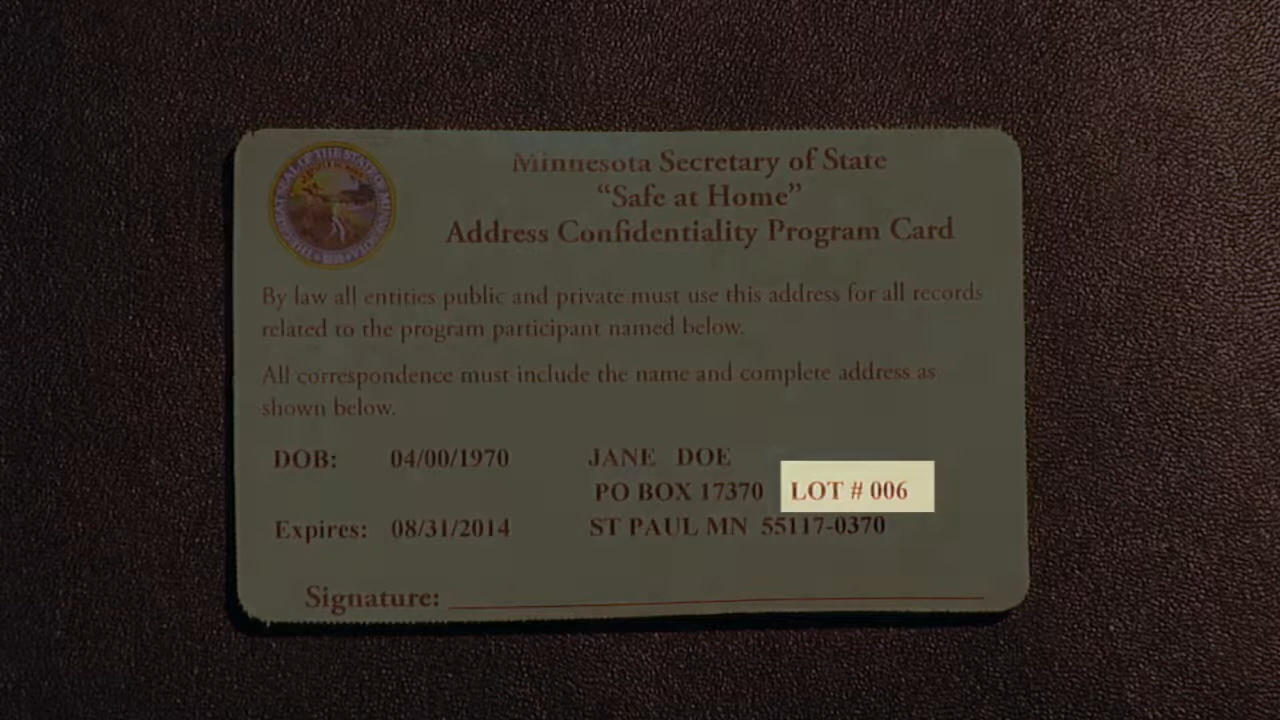 Minnesota Secretary of State
“Safe at Home”
Address Confidentiality Program Card
By law all entities public and private must use this address for all records
related to the program participant named below.
All correspondence must include the name and complete address as
shown below.
DOB: 04/00/1970 JANE DOE
PO BOX 17370 LOT # 006
Expires: 08/31/2014 ST PAUL MN 55117-0370
Signature: